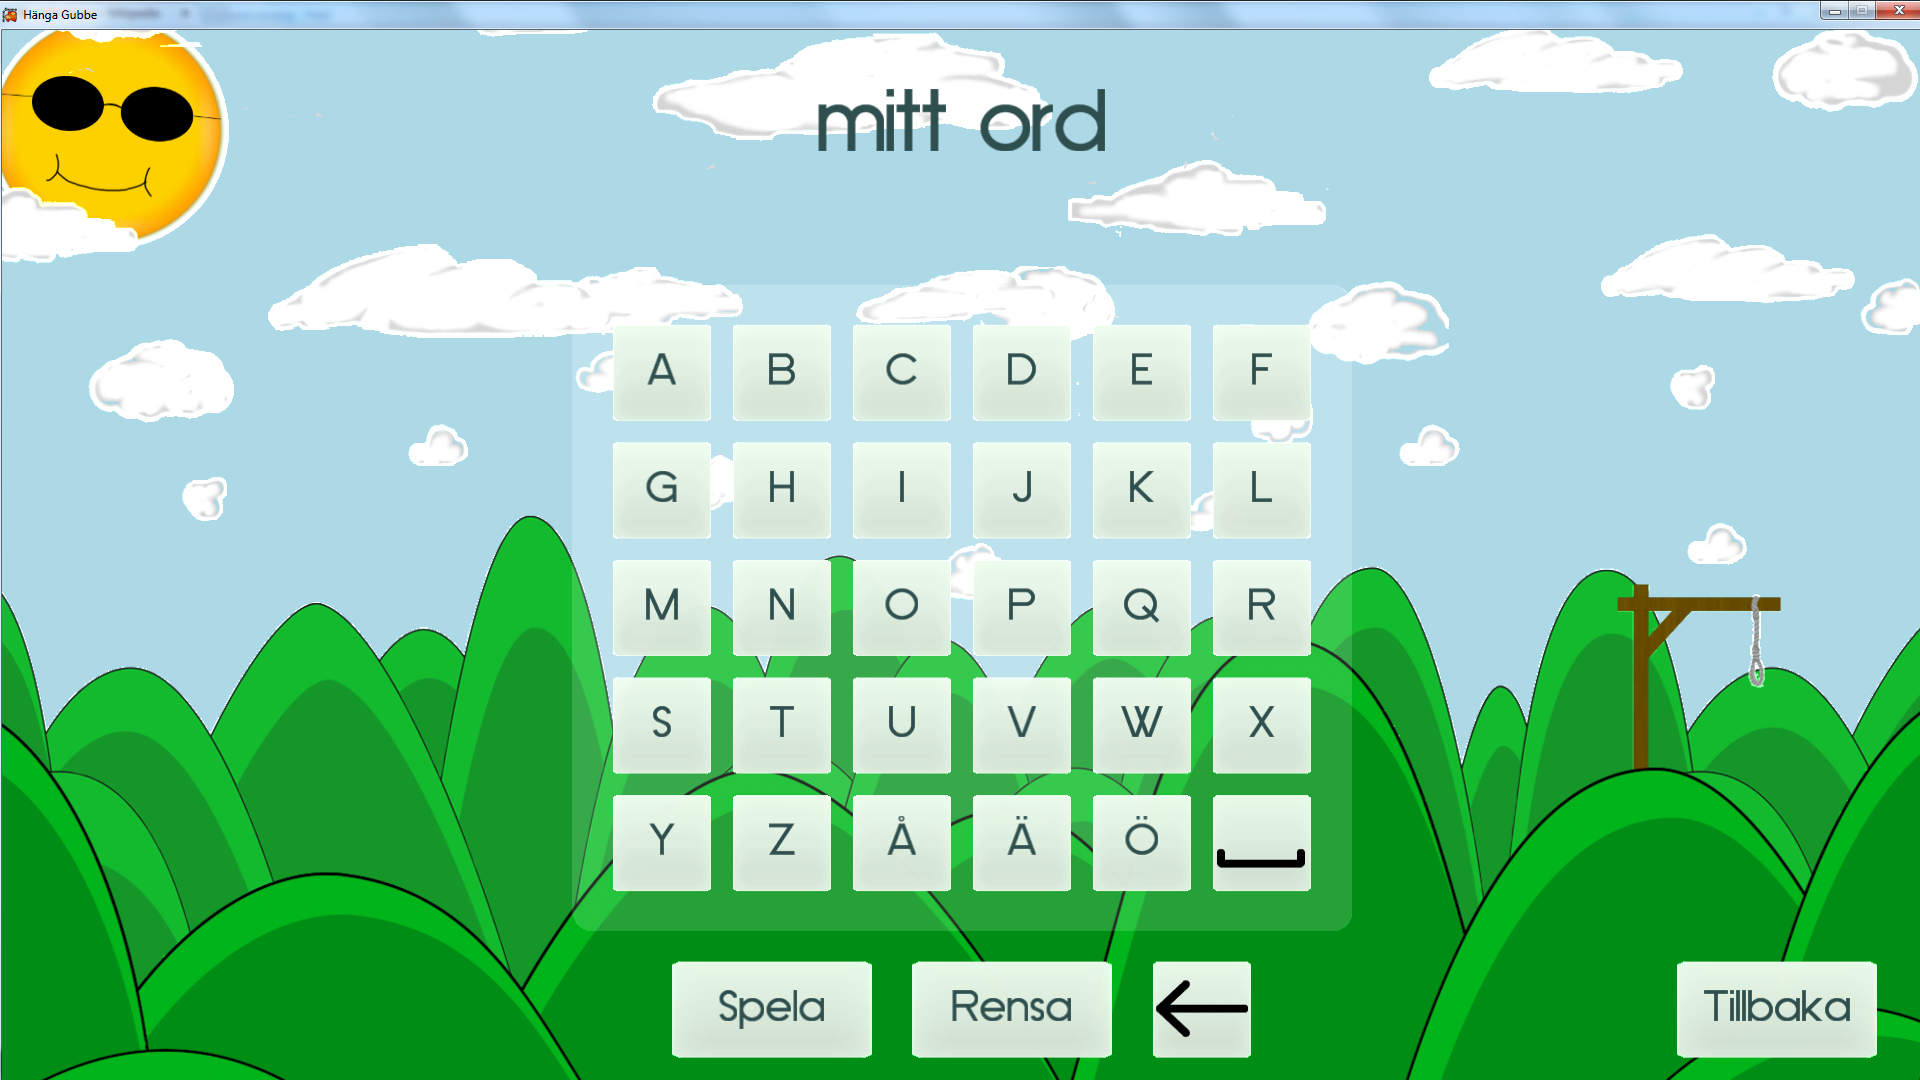 Hänga Gubbe
mitt ord
A B C D E F
G H I J K L
M N O P Q R
S T U V W X
Y Z Å Ä Ö
Spela Rensa Tillbaka